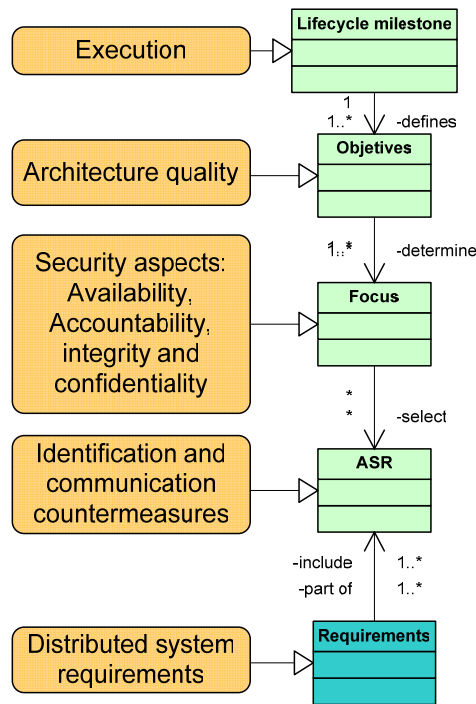 Lifecycle milestone
Execution
1
1..*
-defines
Objetives
Architecture quality
1..*
-determine
Security aspects:
Availability,
Accountability,
integrity and
confidentiality
Focus
*
*
-select
Identification and
communication
countermeasures
ASR
-include
1..*
-part of
1..*
Requirements
Distributed system
requirements